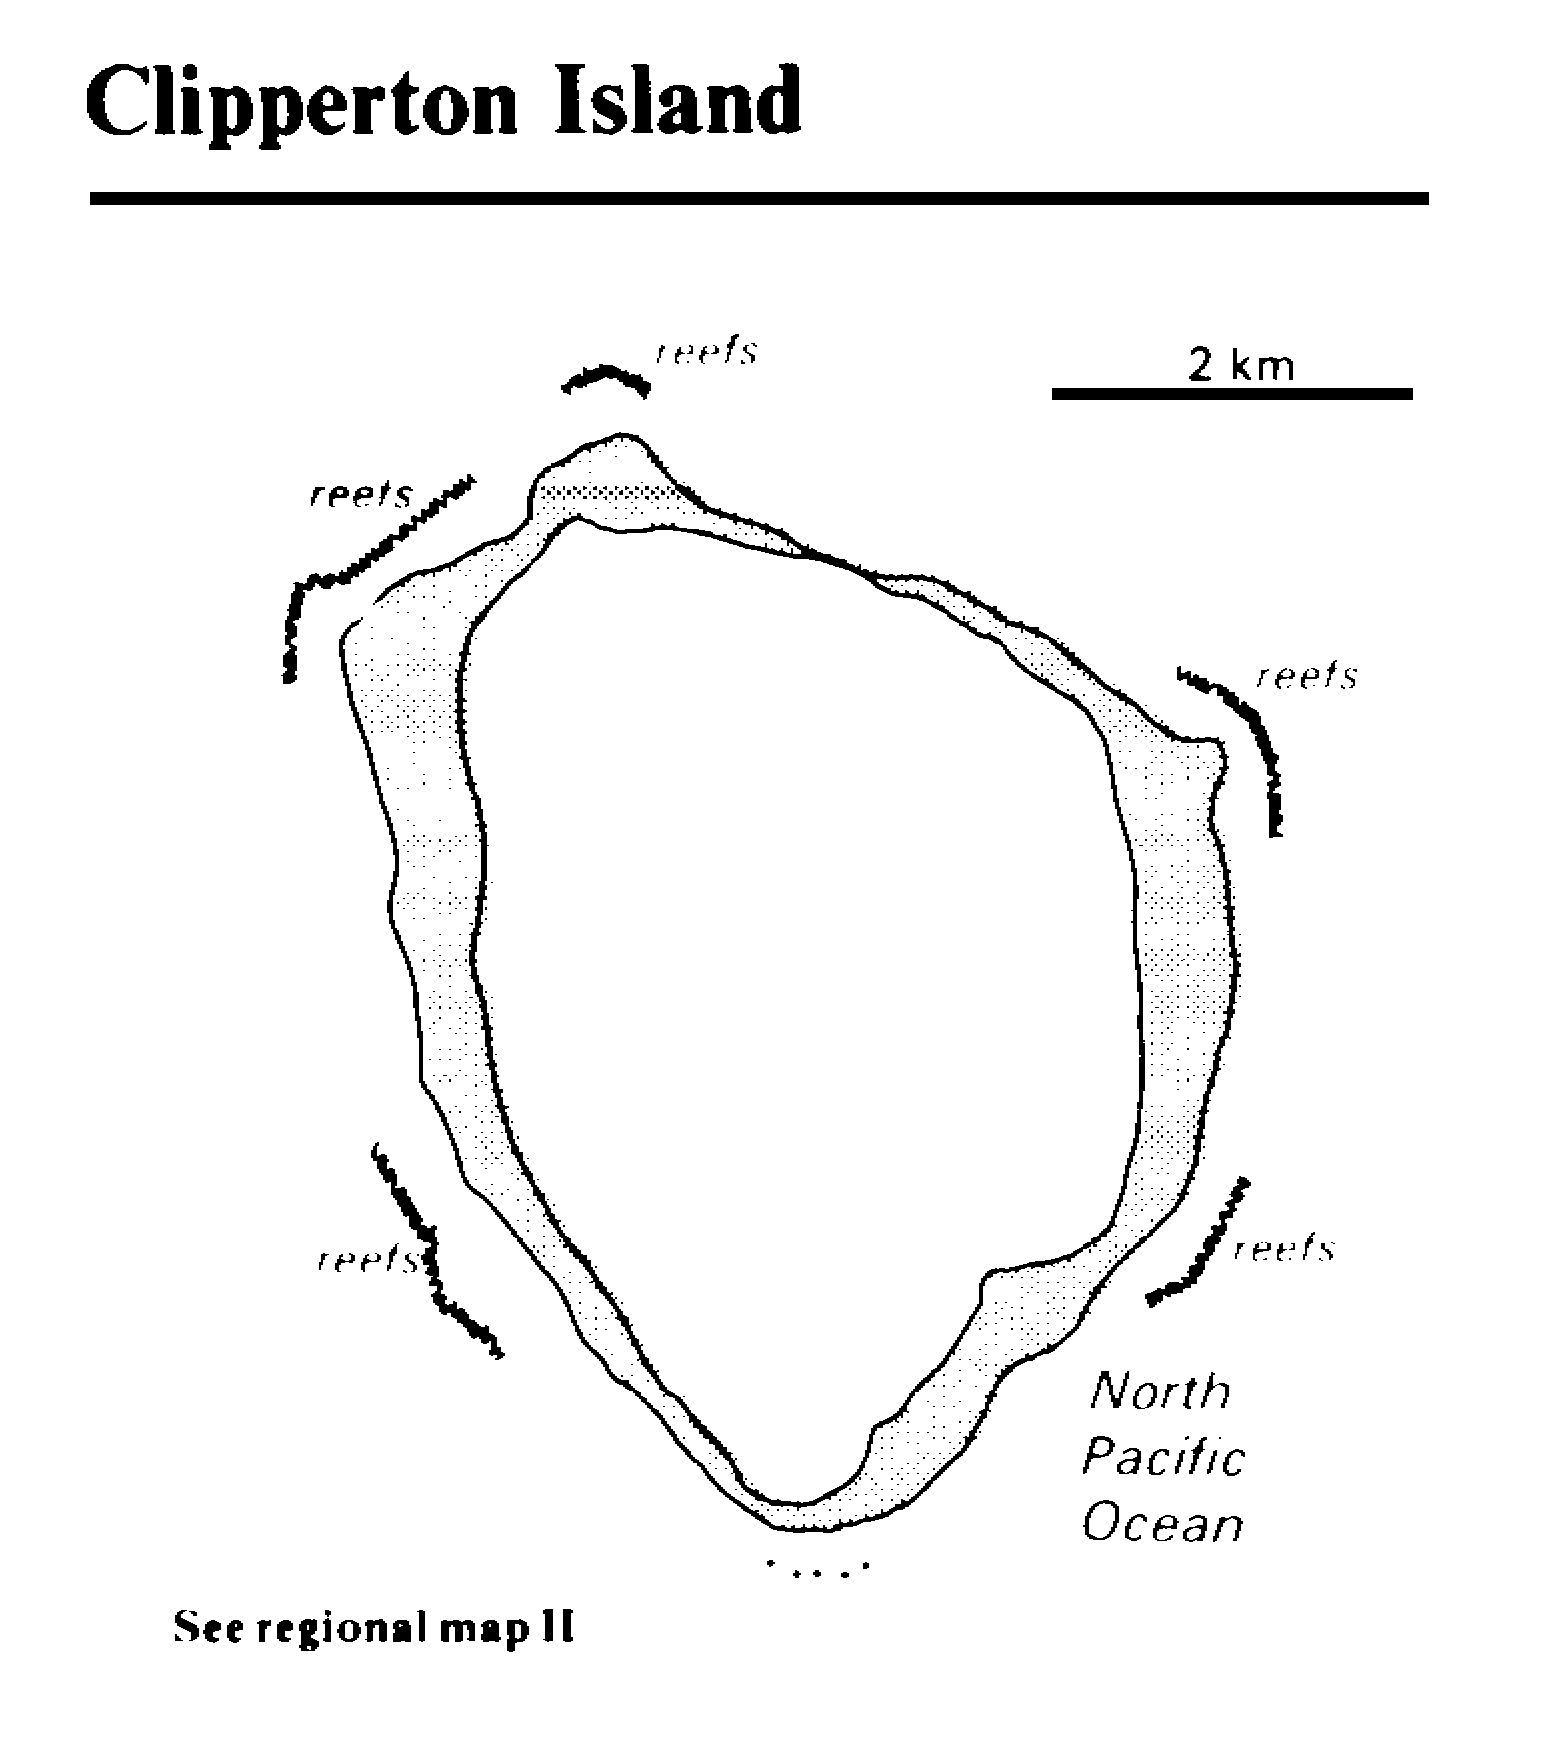 Clipperton Island
reefs
2 km
reefs
reefs
reefs
reefs
North
Pacific
Ocean
See regional map II